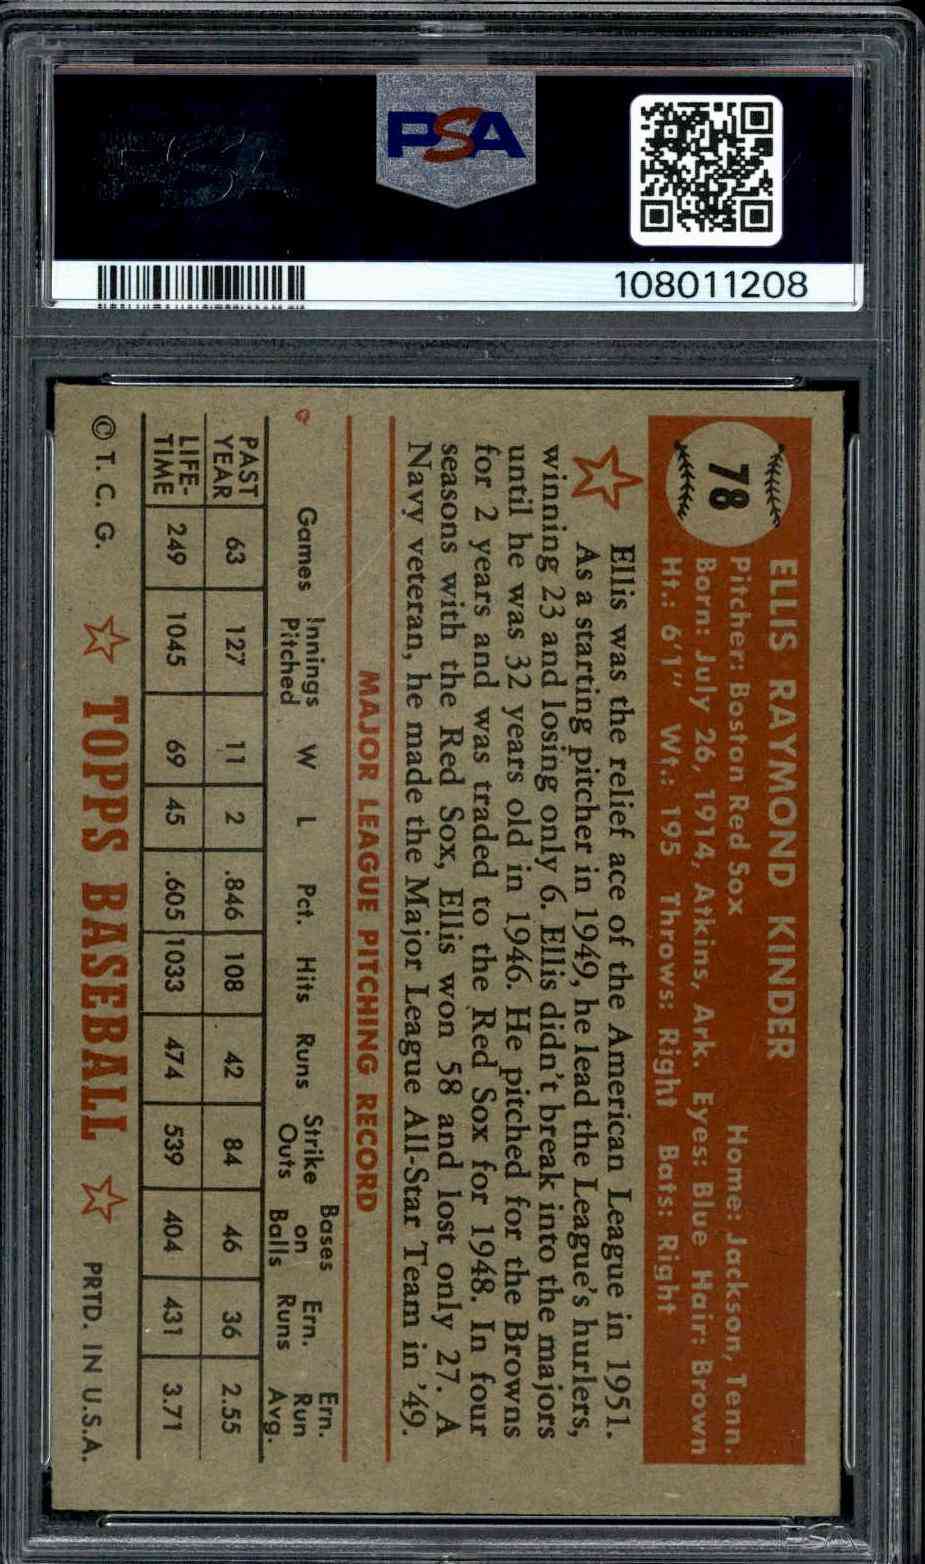 PSA
108011208
78
ELLIS RAYMOND KINDER
Pitcher: Boston Red Sox Home: Jackson, Tenn.
Born: July 26, 1914, Atkins, Ark. Eyes: Blue Hair: Brown
Ht.: 6'1" Wt.: 195 Throws: Right Bats: Right
Ellis was the relief ace of the American League in 1951.
As a starting pitcher in 1949, he lead the League's hurlers,
winning 23 and losing only 6. Ellis didn't break into the majors
until he was 32 years old in 1946. He pitched for the Browns
for 2 years and was traded to the Red Sox for 1948. In four
seasons with the Red Sox, Ellis won 58 and lost only 27. A
Navy veteran, he made the Major League All-Star Team in '49.
MAJOR LEAGUE PITCHING RECORD
Games Innings Pitched W L Pct. Hits Runs Strike Outs Bases on Balls Ern. Runs Ern. Run Avg.
PAST YEAR 63 127 11 2 .846 108 42 84 46 36 2.55
LIFE-TIME 249 1045 69 45 .605 1033 474 539 404 431 3.71
© T. C. G. TOPPS BASEBALL PRTD. IN U.S.A.